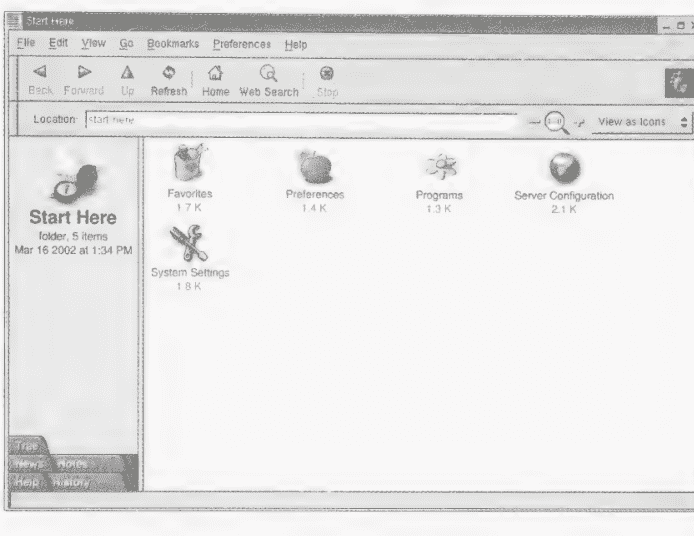 Start Here
File Edit View Go Bookmarks Preferences Help
Back Forward Up Refresh Home Web Search Stop
Location: start here: View as Icons
Start Here
folder, 5 items
Mar 16 2002 at 1:34 PM
Favorites
1.7 K
Preferences
1.4 K
Programs
1.3 K
Server Configuration
2.1 K
System Settings
1.8 K
Tree
News Notes
Help History